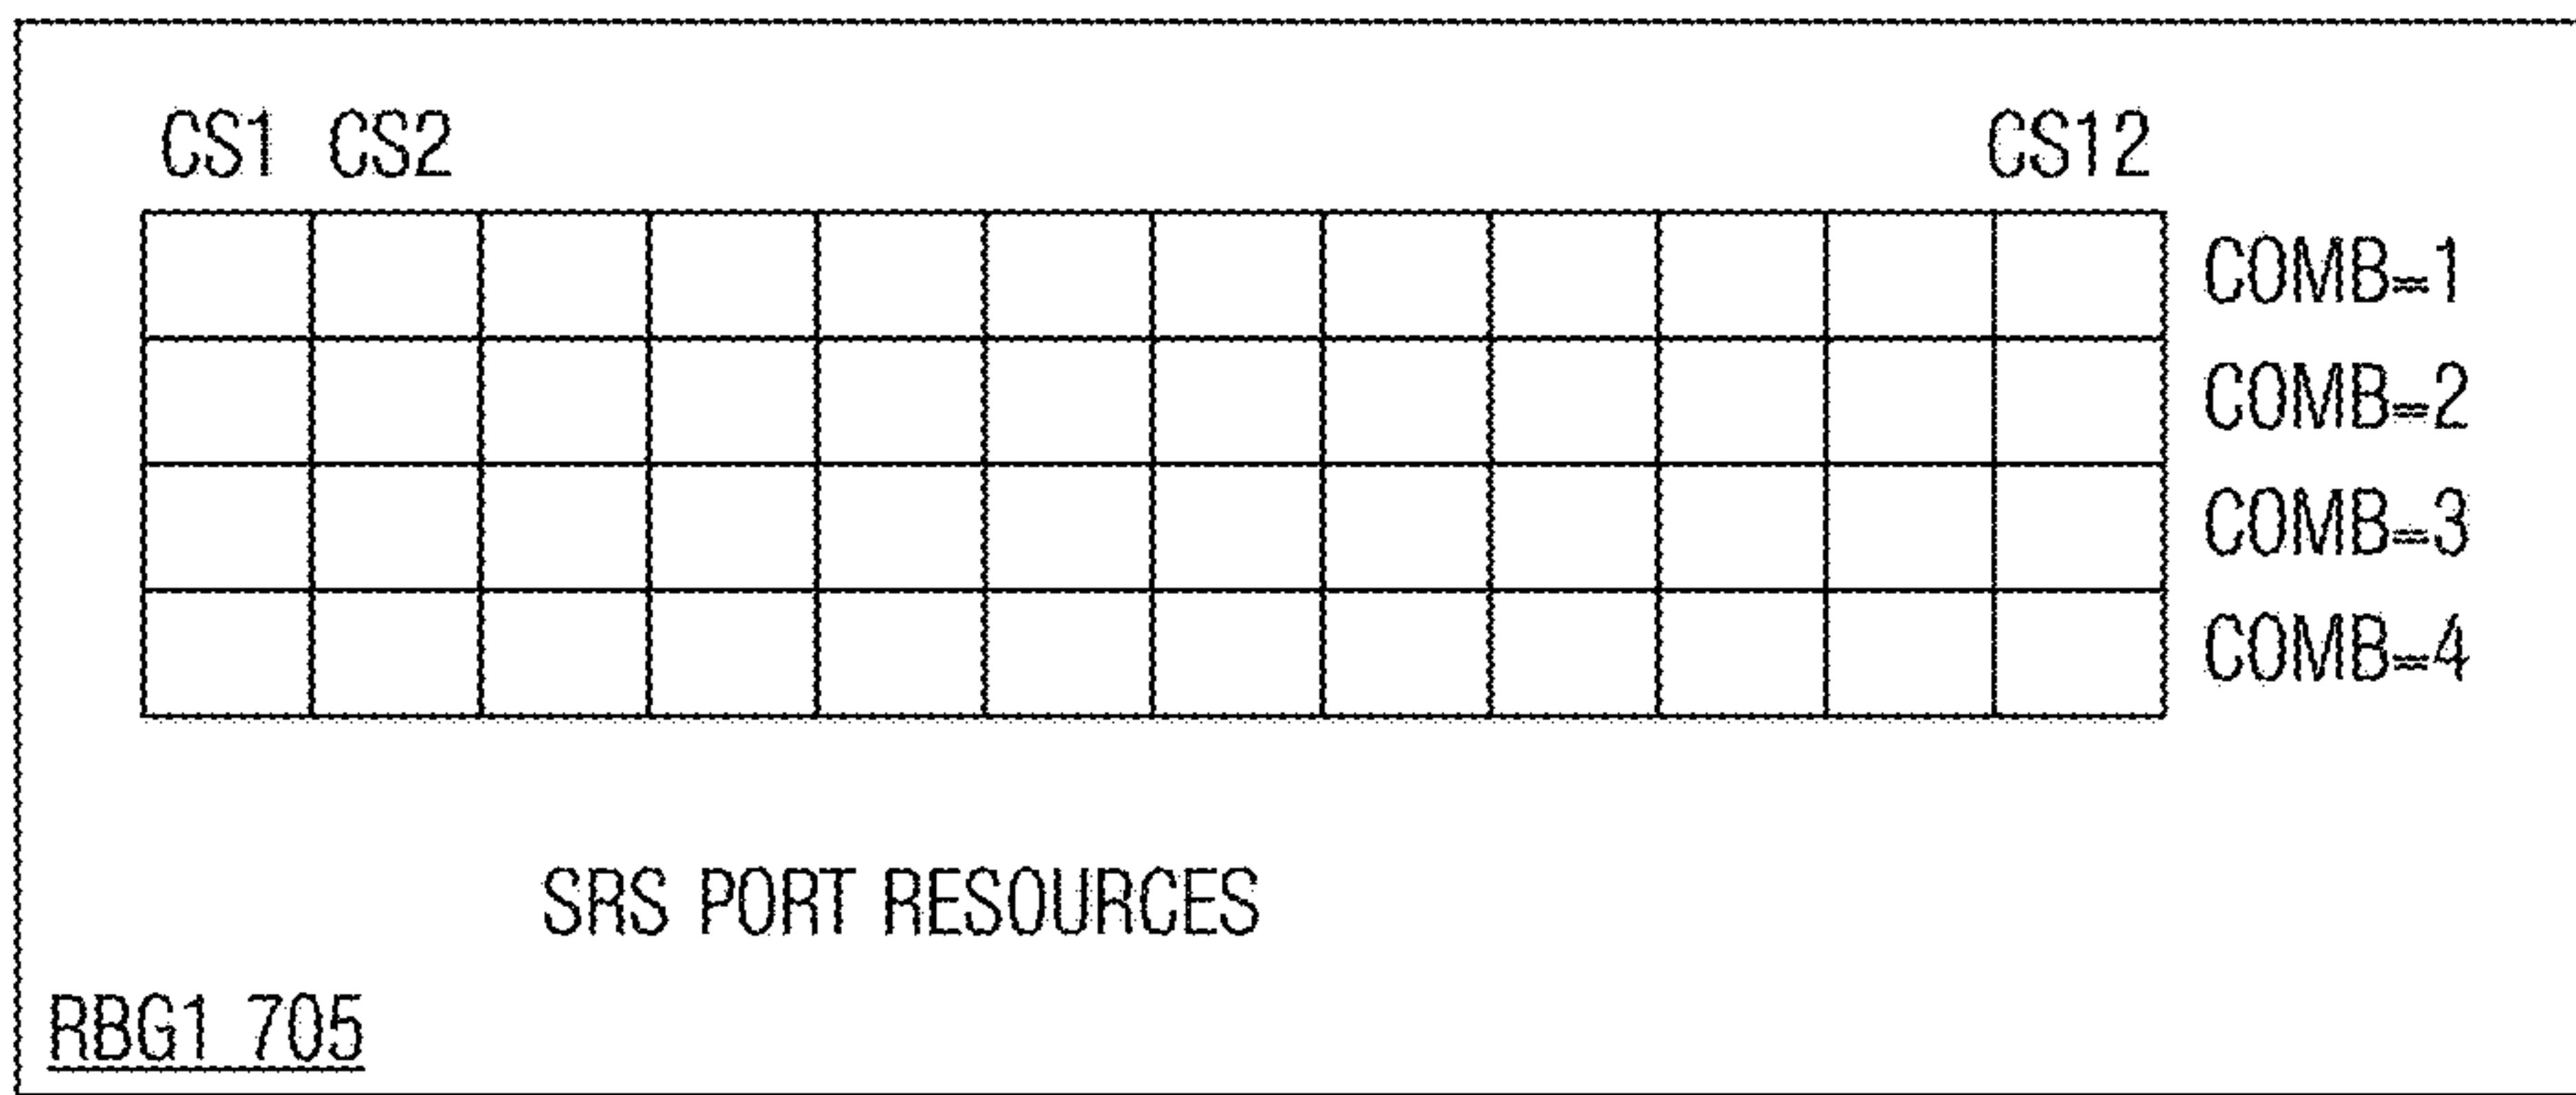 CS1 CS2 CS12
COMB=1
COMB=2
COMB=3
COMB=4
SRS PORT RESOURCES
RBG1 705